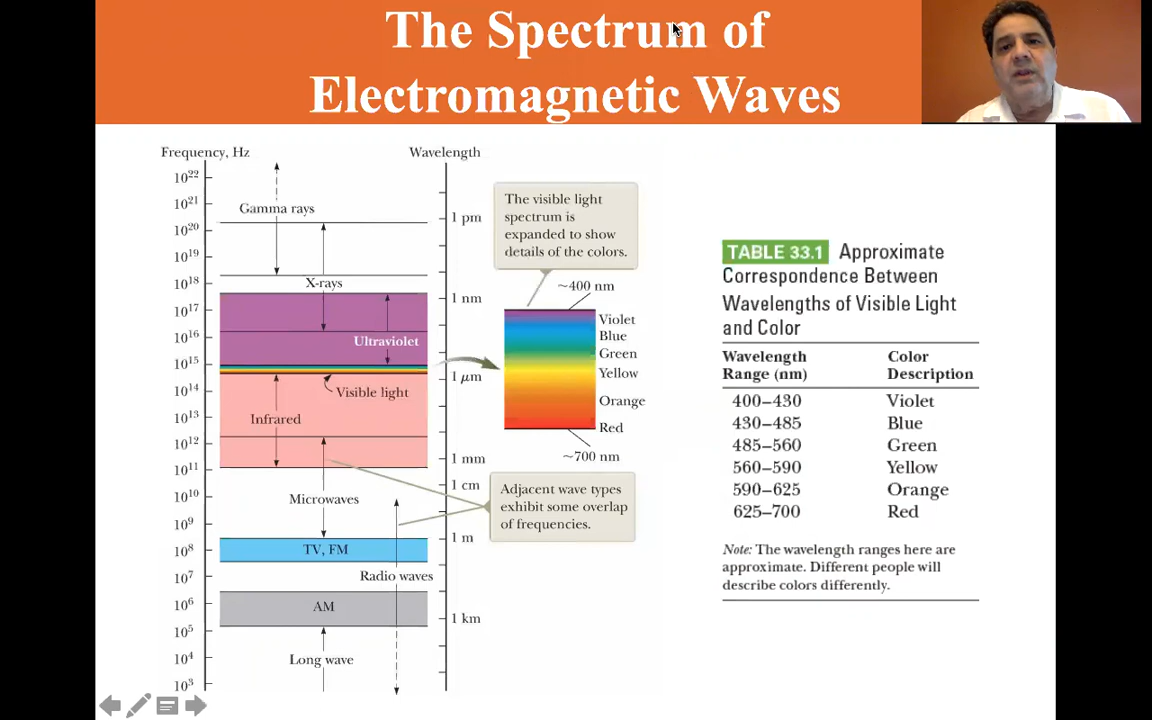 The Spectrum of
Electromagnetic Waves
Frequency, Hz
Wavelength
10²²
10²¹
10²⁰
10¹⁹
10¹⁸
10¹⁷
10¹⁶
10¹⁵
10¹⁴
10¹³
10¹²
10¹¹
10¹⁰
10⁹
10⁸
10⁷
10⁶
10⁵
10⁴
10³
Gamma rays
X-rays
Ultraviolet
Visible light
Infrared
Microwaves
TV, FM
Radio waves
AM
Long wave
1 pm
1 nm
1 μm
1 mm
1 cm
1 m
1 km
The visible light
spectrum is
expanded to show
details of the colors.
~400 nm
Violet
Blue
Green
Yellow
Orange
Red
~700 nm
Adjacent wave types
exhibit some overlap
of frequencies.
TABLE 33.1 Approximate
Correspondence Between
Wavelengths of Visible Light
and Color
Wavelength Color
Range (nm) Description
400–430 Violet
430–485 Blue
485–560 Green
560–590 Yellow
590–625 Orange
625–700 Red
Note: The wavelength ranges here are
approximate. Different people will
describe colors differently.